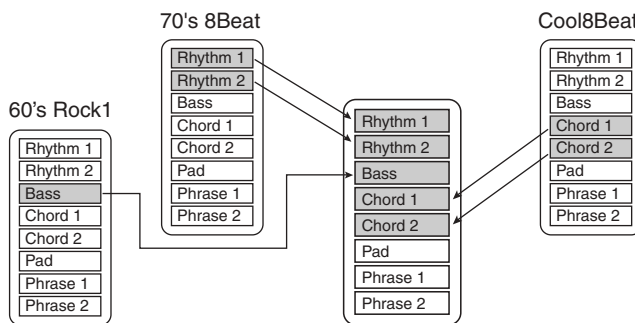 70's 8Beat
Rhythm 1
Rhythm 2
Bass
Chord 1
Chord 2
Pad
Phrase 1
Phrase 2
Cool8Beat
Rhythm 1
Rhythm 2
Bass
Chord 1
Chord 2
Pad
Phrase 1
Phrase 2
60's Rock1
Rhythm 1
Rhythm 2
Bass
Chord 1
Chord 2
Pad
Phrase 1
Phrase 2
Rhythm 1
Rhythm 2
Bass
Chord 1
Chord 2
Pad
Phrase 1
Phrase 2